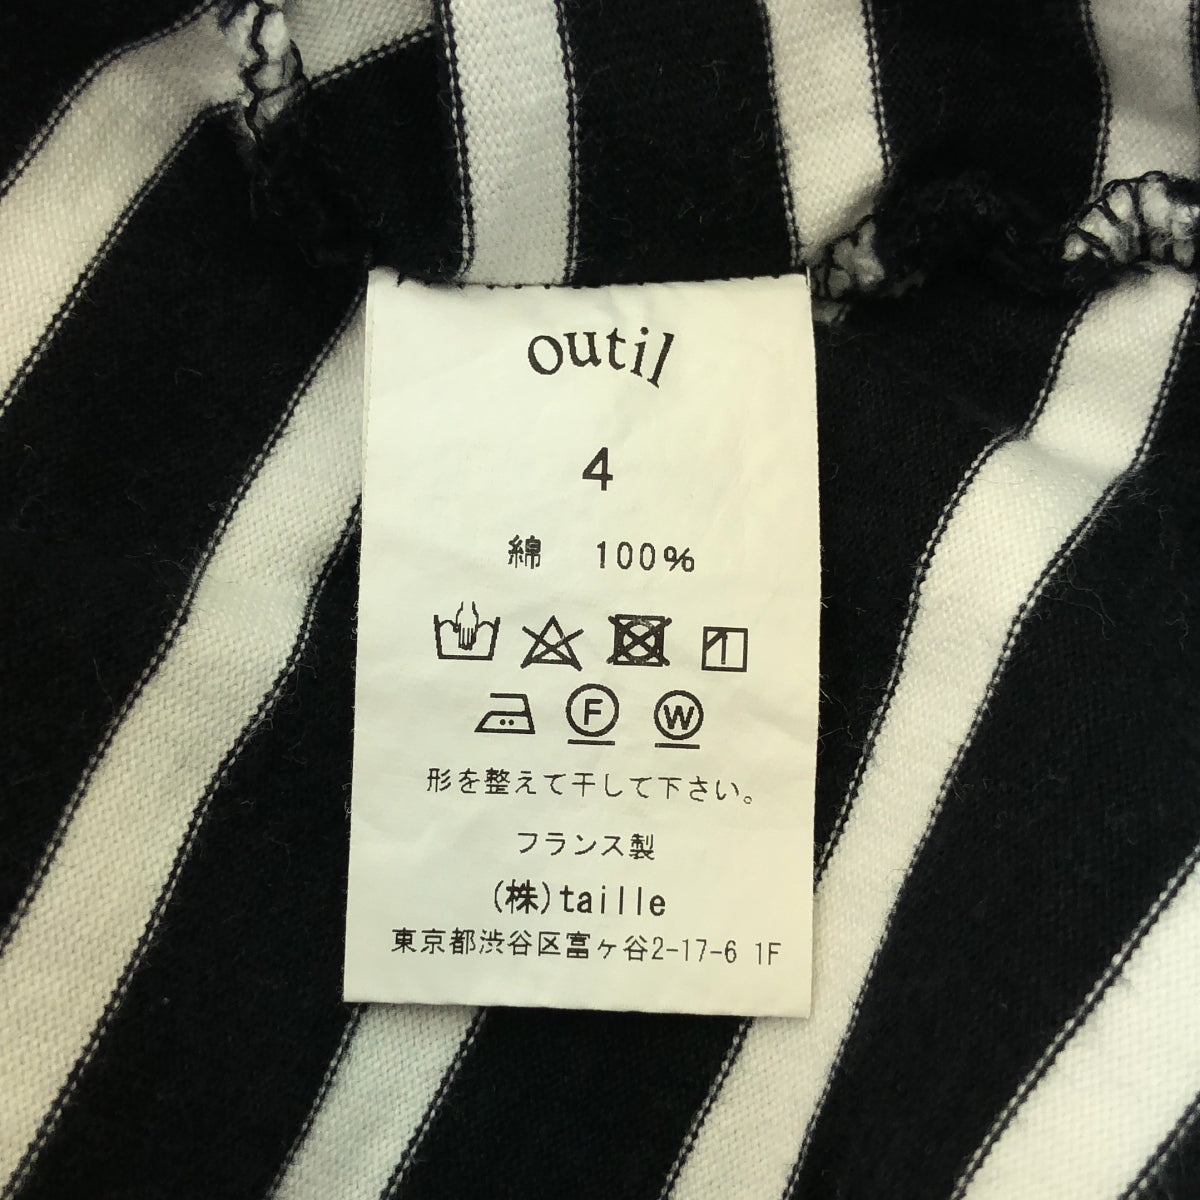 outil
4
綿 100%
F W
形を整えて干して下さい。
フランス製
(株)taille
東京都渋谷区富ヶ谷2-17-6 1F